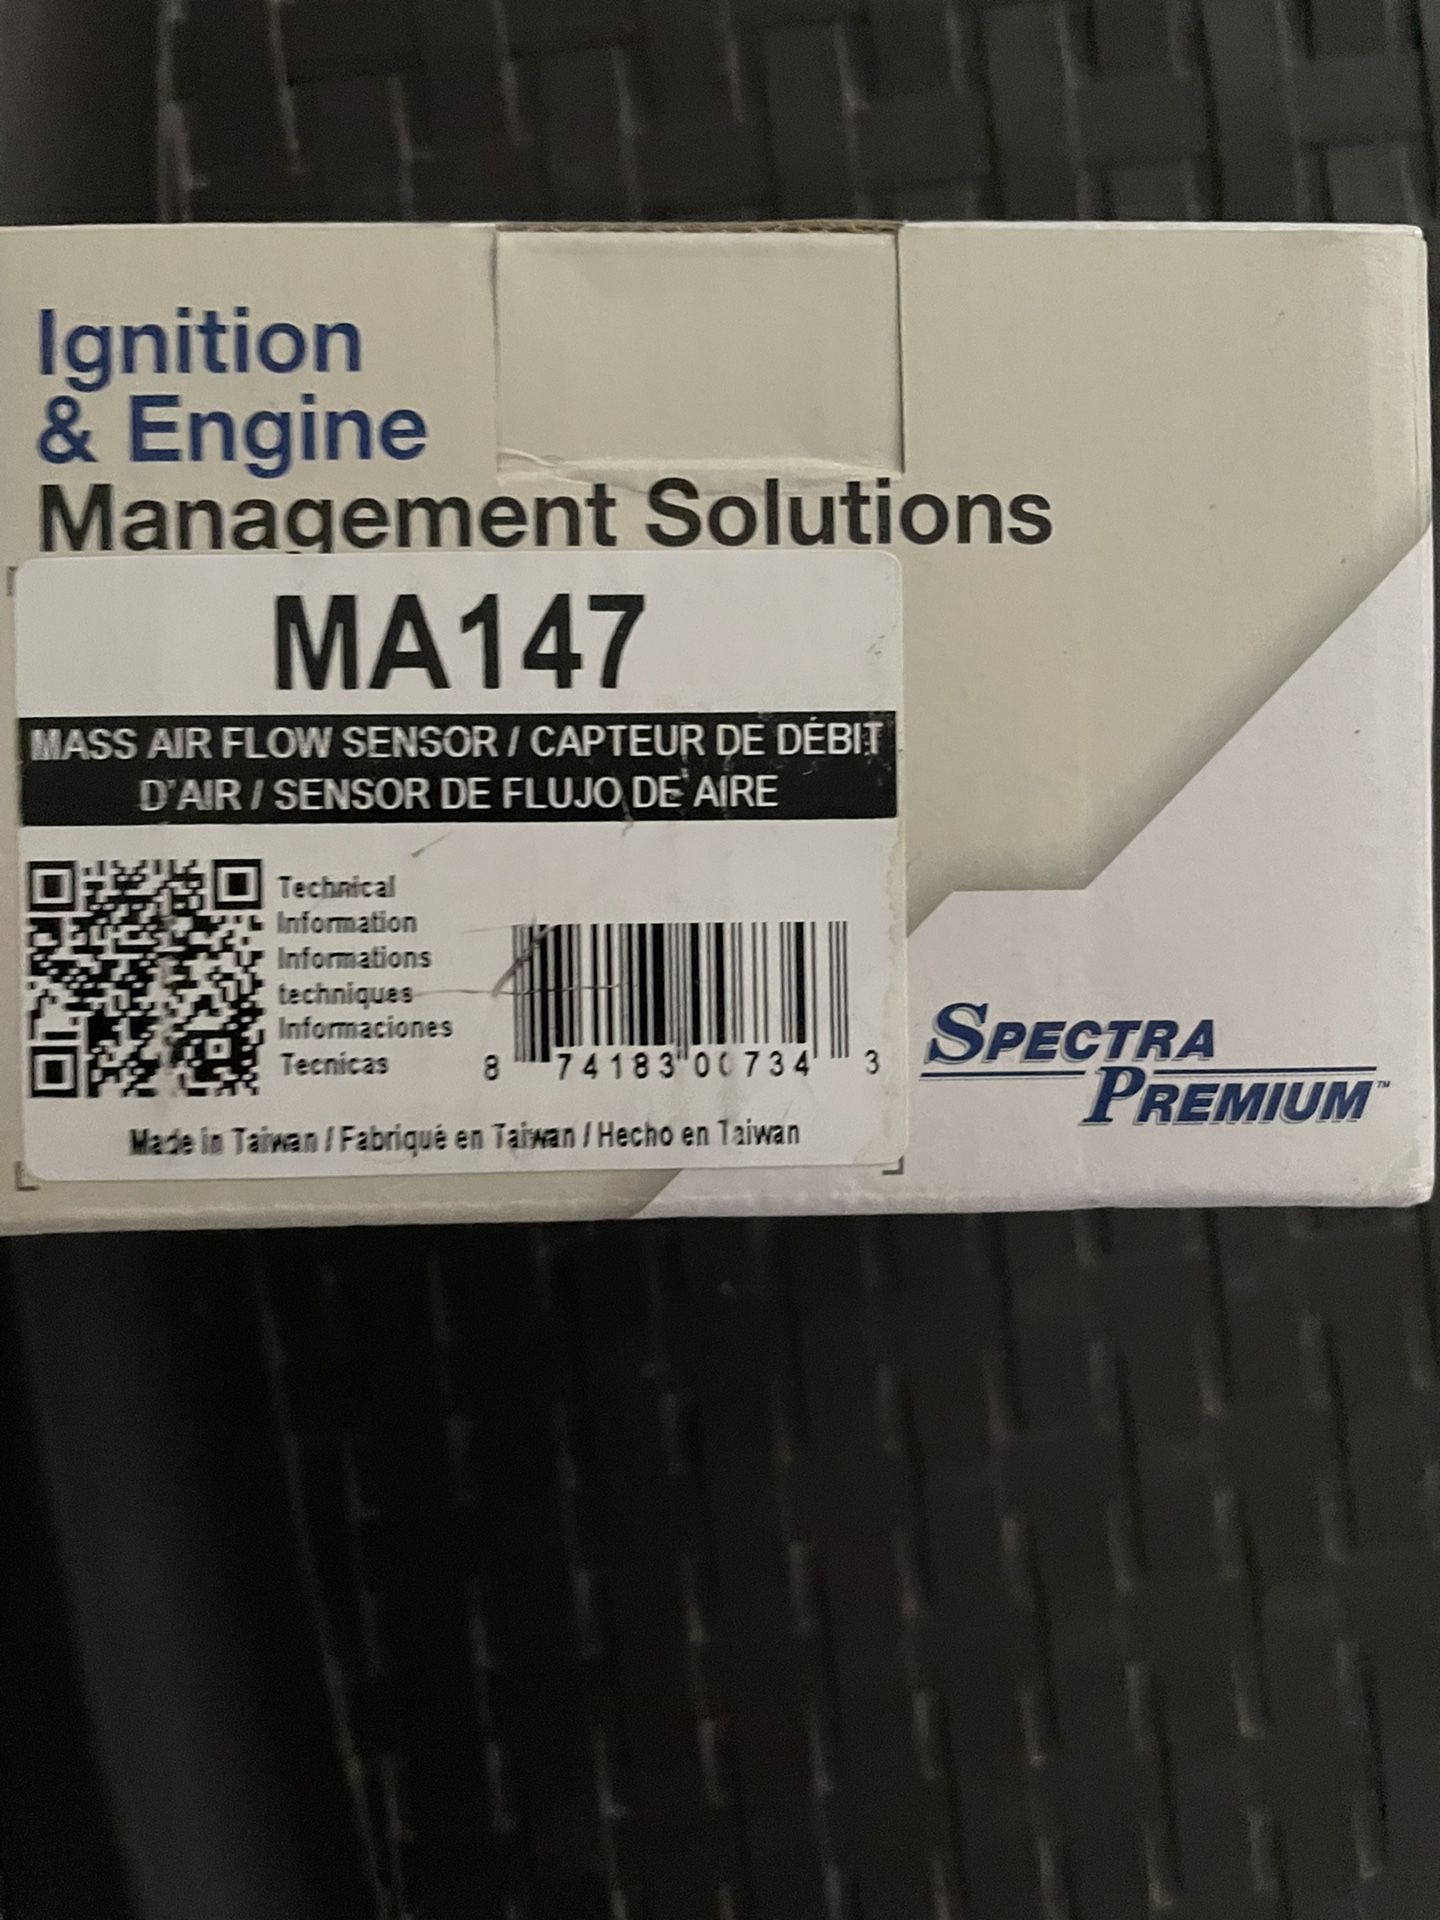 Ignition
& Engine
Management Solutions
MA147
MASS AIR FLOW SENSOR / CAPTEUR DE DÉBIT
D'AIR / SENSOR DE FLUJO DE AIRE
Technical
Information
Informations
techniques
Informaciones
Tecnicas
8 74183 00734 3
Made in Taiwan / Fabriqué en Taiwan / Hecho en Taiwan
SPECTRA
PREMIUM™